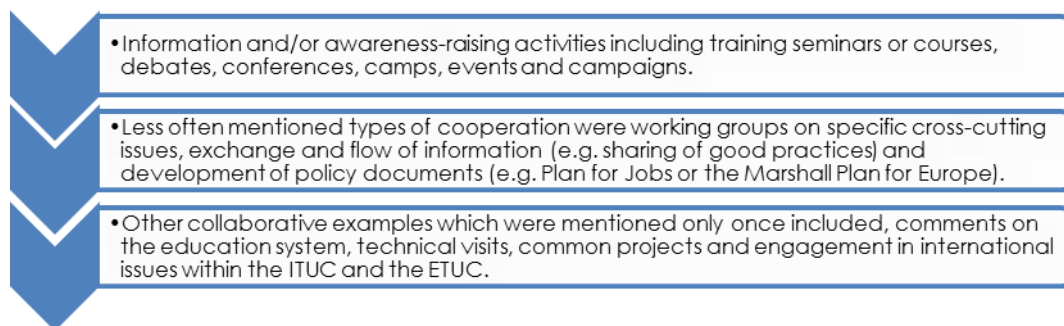 •Information and/or awareness-raising activities including training seminars or courses,
debates, conferences, camps, events and campaigns.
•Less often mentioned types of cooperation were working groups on specific cross-cutting
issues, exchange and flow of information (e.g. sharing of good practices) and
development of policy documents (e.g. Plan for Jobs or the Marshall Plan for Europe).
•Other collaborative examples which were mentioned only once included, comments on
the education system, technical visits, common projects and engagement in international
issues within the ITUC and the ETUC.